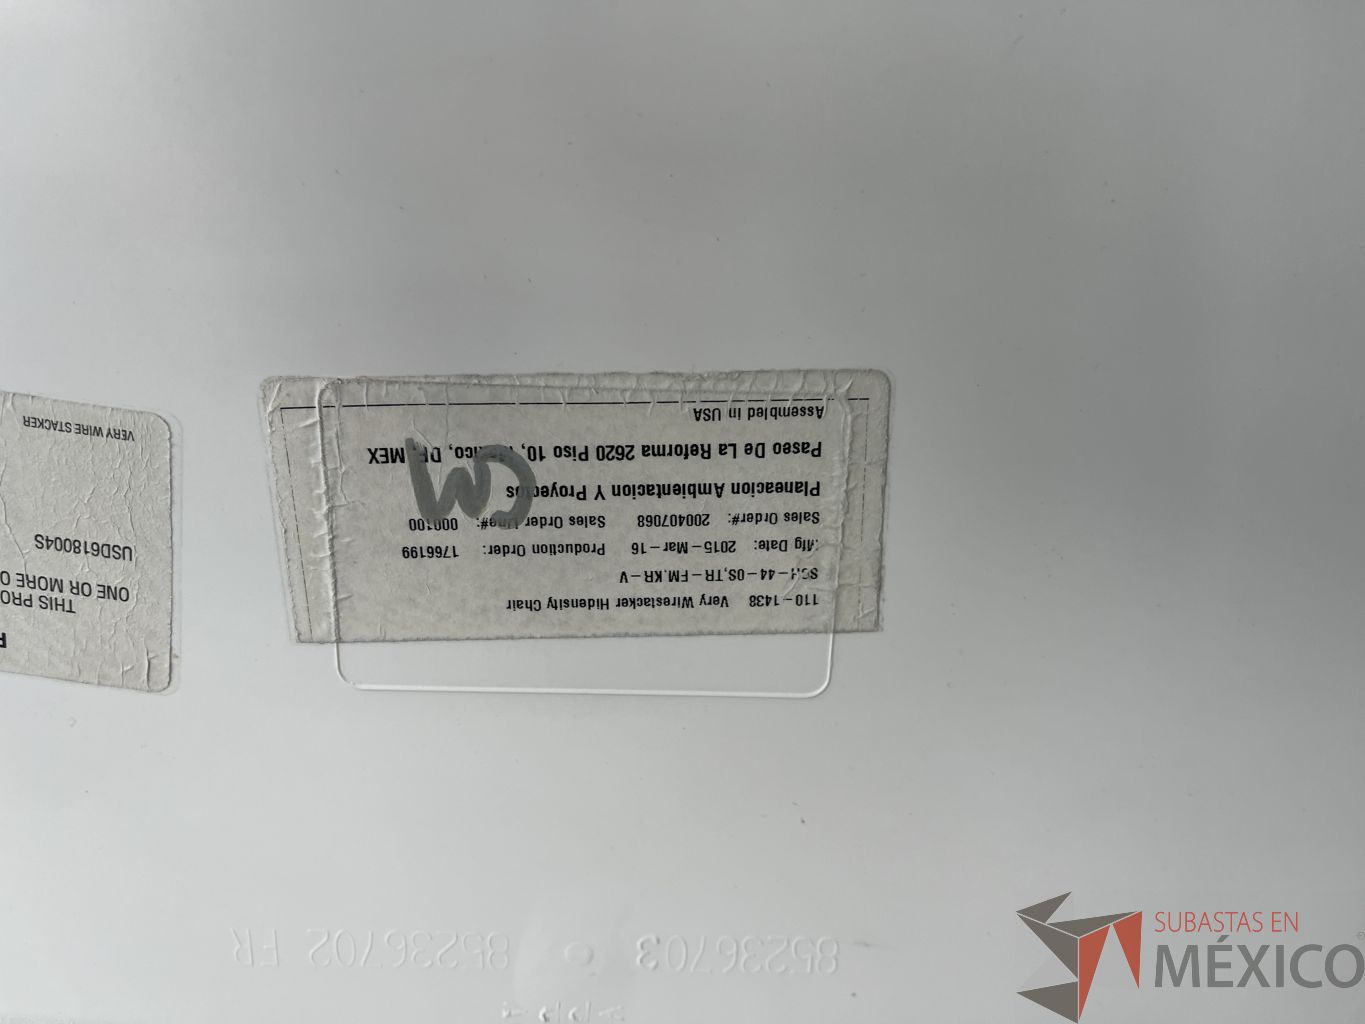 110-1438 Very Wirestacker Hidensity Chair
-44-0S,TR-FM.KR-V
Mfg Date: 2015-Mar-16 Production Order: 1766199
Sales Order#: 200407068 Sales Order Line#: 000100
Planeacion Ambientacion Y Proyectos
Paseo De La Reforma 2620 Piso 10, DF, MEX
Assembled in USA
CM
THIS PRO
ONE OR MORE O
USD618004S
VERY WIRE STACKER
85236703
85236702 FR
SUBASTAS EN
MÉXICO